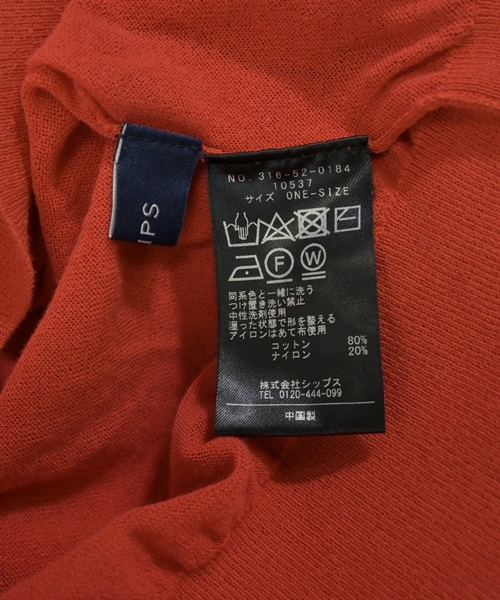 NO. 316-52-0184
10537
サイズ ONE-SIZE
F
W
同系色と一緒に洗う
つけ置き洗い禁止
中性洗剤使用
湿った状態で形を整える
アイロンはあて布使用
コットン 80%
ナイロン 20%
株式会社シップス
TEL 0120-444-099
中国製
IPS